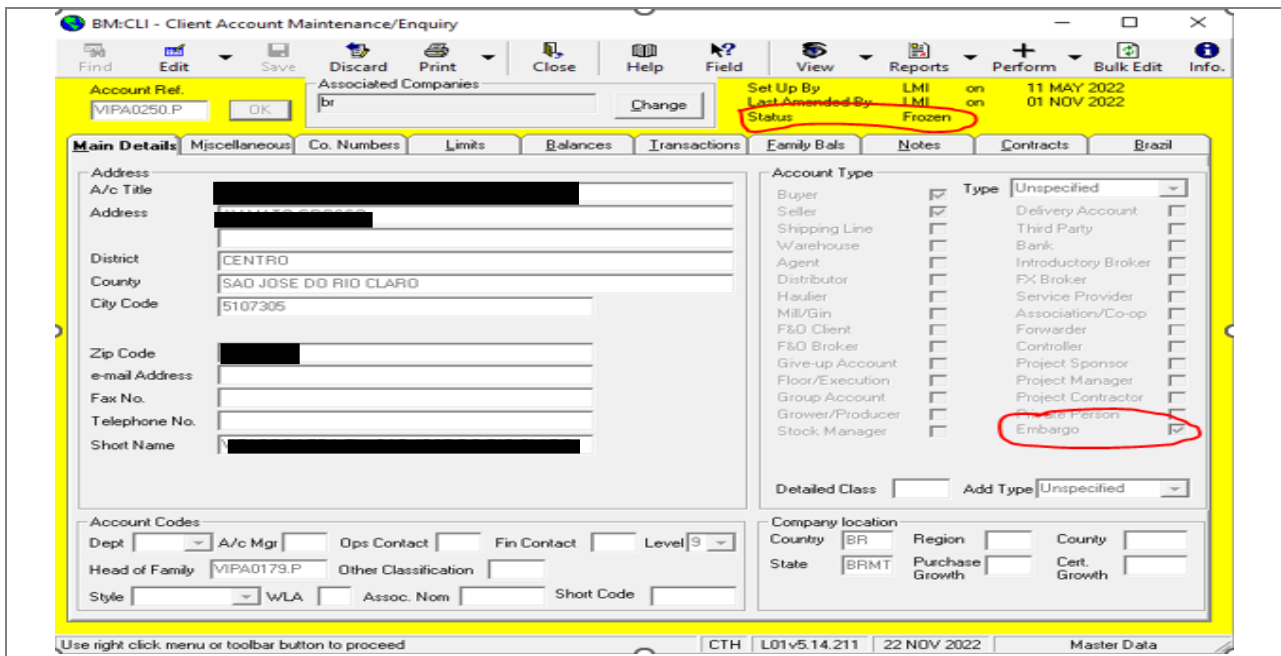 BM:CLI - Client Account Maintenance/Enquiry
Find Edit Save Discard Print Close Help Field View Reports Perform Bulk Edit Info.
Account Ref. Associated Companies Set Up By LMI on 11 MAY 2022
VIPA0250.P OK br Change Last Amended By LMI on 01 NOV 2022
Status Frozen
Main Details Miscellaneous Co. Numbers Limits Balances Transactions Family Bals Notes Contracts Brazil
Address
A/c Title
Address
District CENTRO
County SAO JOSE DO RIO CLARO
City Code 5107305
Zip Code
e-mail Address
Fax No.
Telephone No.
Short Name
Account Type
Buyer Type Unspecified
Seller Delivery Account
Shipping Line Third Party
Warehouse Bank
Agent Introductory Broker
Distributor FX Broker
Haulier Service Provider
Mill/Gin Association/Co-op
F&O Client Forwarder
F&O Broker Controller
Give-up Account Project Sponsor
Floor/Execution Project Manager
Group Account Project Contractor
Grower/Producer Private Person
Stock Manager Embargo
Detailed Class Add Type Unspecified
Account Codes
Dept A/c Mgr Ops Contact Fin Contact Level 9
Head of Family VIPA0179.P Other Classification
Style WLA Assoc. Nom Short Code
Company location
Country BR Region County
State BRMT Purchase Growth Cert. Growth
Use right click menu or toolbar button to proceed CTH L01v5.14.211 22 NOV 2022 Master Data